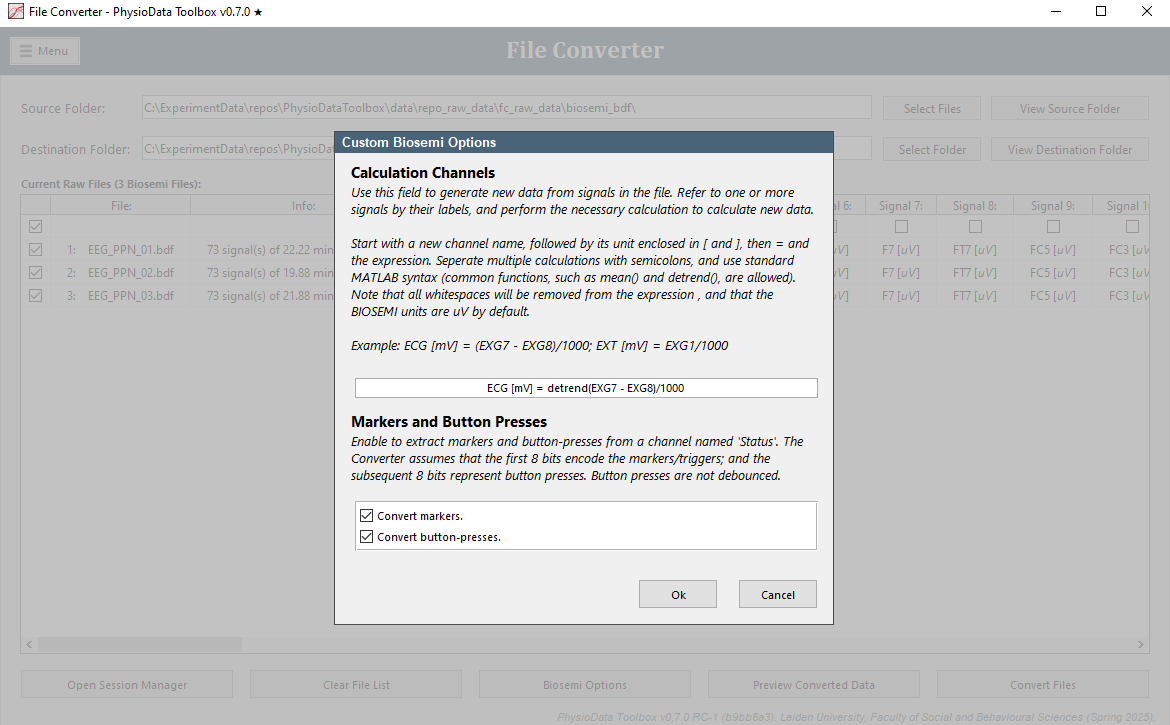 File Converter - PhysioData Toolbox v0.7.0 ★
Menu
File Converter
Source Folder:
C:\ExperimentData\repos\PhysioDataToolbox\data\repo_raw_data\fc_raw_data\biosemi_bdf\
Select Files
View Source Folder
Destination Folder:
C:\ExperimentData\repos\PhysioDat
Select Folder
View Destination Folder
Current Raw Files (3 Biosemi Files):
File: Info: 6: Signal 7: Signal 8: Signal 9: Signal 1
1: EEG_PPN_01.bdf 73 signal(s) of 22.22 min V] F7 [uV] FT7 [uV] FC5 [uV] FC3 [uV
2: EEG_PPN_02.bdf 73 signal(s) of 19.88 min V] F7 [uV] FT7 [uV] FC5 [uV] FC3 [uV
3: EEG_PPN_03.bdf 73 signal(s) of 21.88 min V] F7 [uV] FT7 [uV] FC5 [uV] FC3 [uV
Custom Biosemi Options
Calculation Channels
Use this field to generate new data from signals in the file. Refer to one or more
signals by their labels, and perform the necessary calculation to calculate new data.
Start with a new channel name, followed by its unit enclosed in [ and ], then = and
the expression. Seperate multiple calculations with semicolons, and use standard
MATLAB syntax (common functions, such as mean() and detrend(), are allowed).
Note that all whitespaces will be removed from the expression , and that the
BIOSEMI units are uV by default.
Example: ECG [mV] = (EXG7 - EXG8)/1000; EXT [mV] = EXG1/1000
ECG [mV] = detrend(EXG7 - EXG8)/1000
Markers and Button Presses
Enable to extract markers and button-presses from a channel named 'Status'. The
Converter assumes that the first 8 bits encode the markers/triggers; and the
subsequent 8 bits represent button presses. Button presses are not debounced.
Convert markers.
Convert button-presses.
Ok
Cancel
Open Session Manager
Clear File List
Biosemi Options
Preview Converted Data
Convert Files
PhysioData Toolbox v0.7.0 RC-1 (b9bb6a3). Leiden University, Faculty of Social and Behavioural Sciences (Spring 2025).